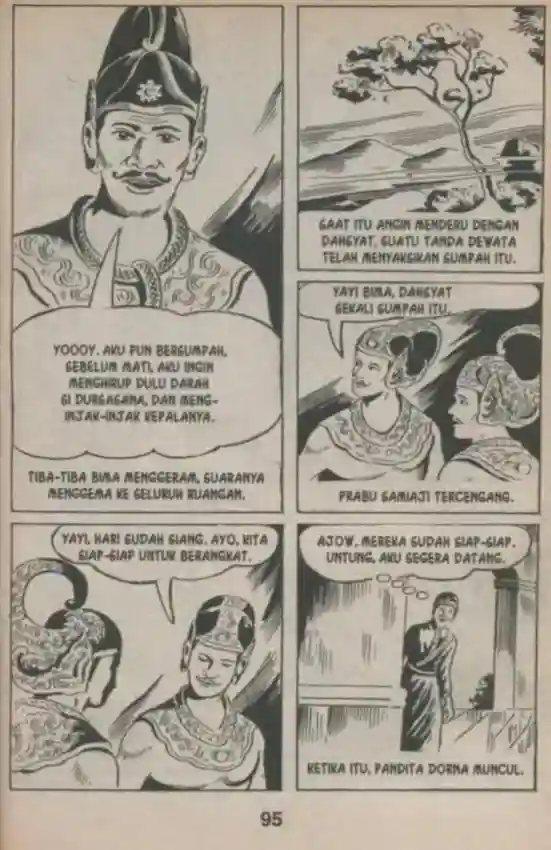 YOOOY. AKU PUN BERSUMPAH,
SEBELUM MATI, AKU INGIN
MENGHIRUP DULU DARAH
SI DURSASANA, DAN MENG-
INJAK-INJAK KEPALANYA.
TIBA-TIBA BIMA MENGGERAM, SUARANYA
MENGGEMA KE SELURUH RUANGAN.
SAAT ITU ANGIN MENDERU DENGAN
DAHSYAT, SUATU TANDA DEWATA
TELAH MENYAKSIKAN SUMPAH ITU.
YAYI BIMA, DAHSYAT
SEKALI SUMPAH ITU.
PRABU SAMIAJI TERCENGANG.
YAYI, HARI SUDAH SIANG. AYO, KITA
SIAP-SIAP UNTUK BERANGKAT.
AJOW, MEREKA SUDAH SIAP-SIAP.
UNTUNG, AKU SEGERA DATANG.
KETIKA ITU, PANDITA DORNA MUNCUL.
95